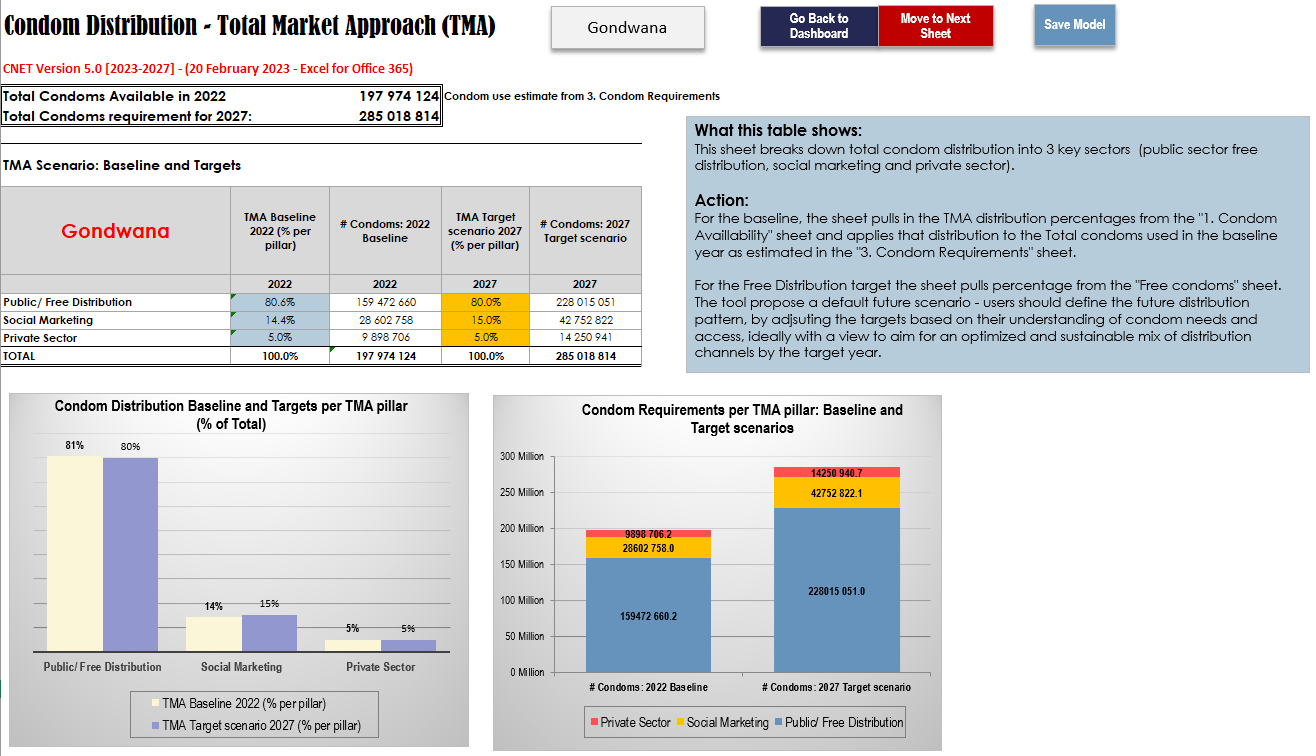 Condom Distribution - Total Market Approach (TMA)
Gondwana
Go Back to
Dashboard
Move to Next
Sheet
Save Model
CNET Version 5.0 [2023-2027] - (20 February 2023 - Excel for Office 365)
Total Condoms Available in 2022 197 974 124 Condom use estimate from 3. Condom Requirements
Total Condoms requirement for 2027: 285 018 814
What this table shows:
This sheet breaks down total condom distribution into 3 key sectors (public sector free
distribution, social marketing and private sector).
Action:
For the baseline, the sheet pulls in the TMA distribution percentages from the "1. Condom
Availlability" sheet and applies that distribution to the Total condoms used in the baseline
year as estimated in the "3. Condom Requirements" sheet.
For the Free Distribution target the sheet pulls percentage from the "Free condoms" sheet.
The tool propose a default future scenario - users should define the future distribution
pattern, by adjsuting the targets based on their understanding of condom needs and
access, ideally with a view to aim for an optimized and sustainable mix of distribution
channels by the target year.
TMA Scenario: Baseline and Targets
Gondwana
TMA Baseline
2022 (% per
pillar)
# Condoms: 2022
Baseline
TMA Target
scenario 2027
(% per pillar)
# Condoms: 2027
Target scenario
2022 2022 2027 2027
Public/ Free Distribution 80.6% 159 472 660 80.0% 228 015 051
Social Marketing 14.4% 28 602 758 15.0% 42 752 822
Private Sector 5.0% 9 898 706 5.0% 14 250 941
TOTAL 100.0% 197 974 124 100.0% 285 018 814
Condom Distribution Baseline and Targets per TMA pillar
(% of Total)
81% 80%
14% 15%
5% 5%
Public/ Free Distribution Social Marketing Private Sector
TMA Baseline 2022 (% per pillar)
TMA Target scenario 2027 (% per pillar)
Condom Requirements per TMA pillar: Baseline and
Target scenarios
300 Million
250 Million
200 Million
150 Million
100 Million
50 Million
0 Million
9898 706.2
28602 758.0
159472 660.2
14250 940.7
42752 822.1
228015 051.0
# Condoms: 2022 Baseline # Condoms: 2027 Target scenario
Private Sector Social Marketing Public/ Free Distribution